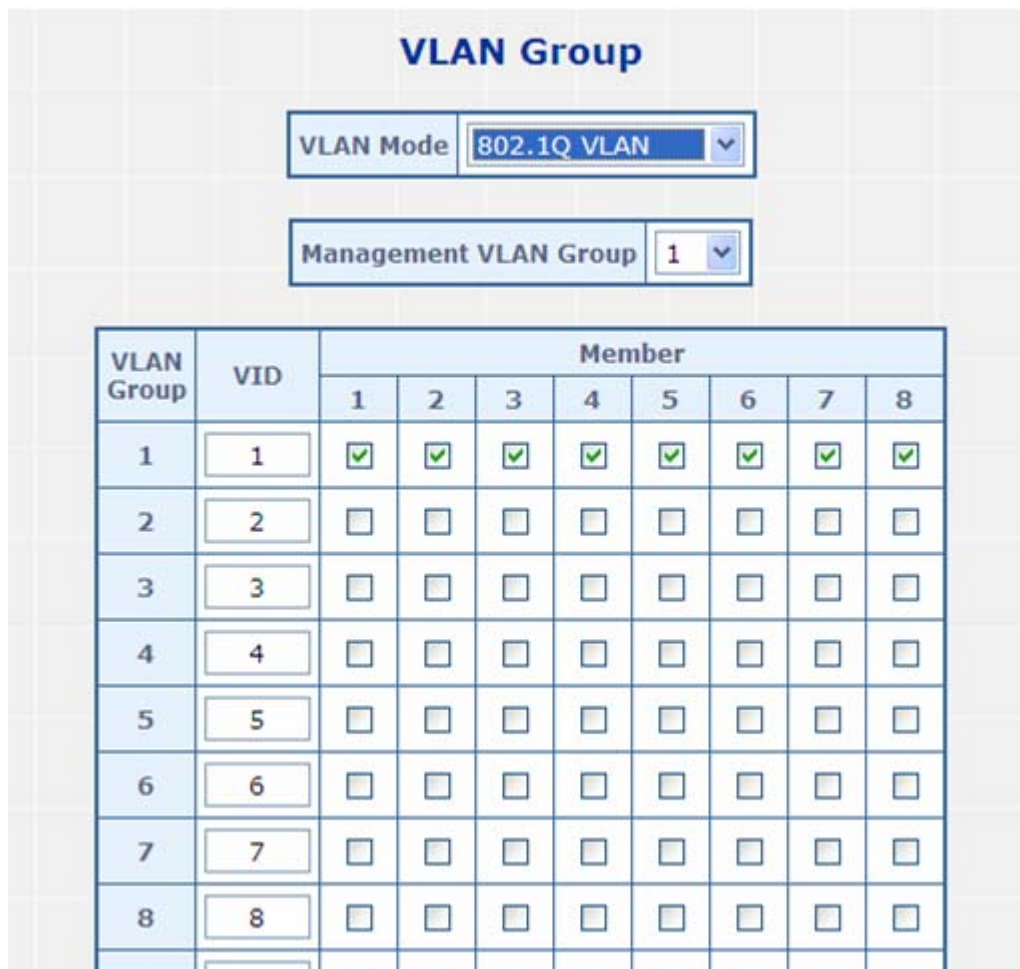 VLAN Group
VLAN Mode 802.1Q VLAN
Management VLAN Group 1
VLAN Group VID Member
1 2 3 4 5 6 7 8
1 1
2 2
3 3
4 4
5 5
6 6
7 7
8 8